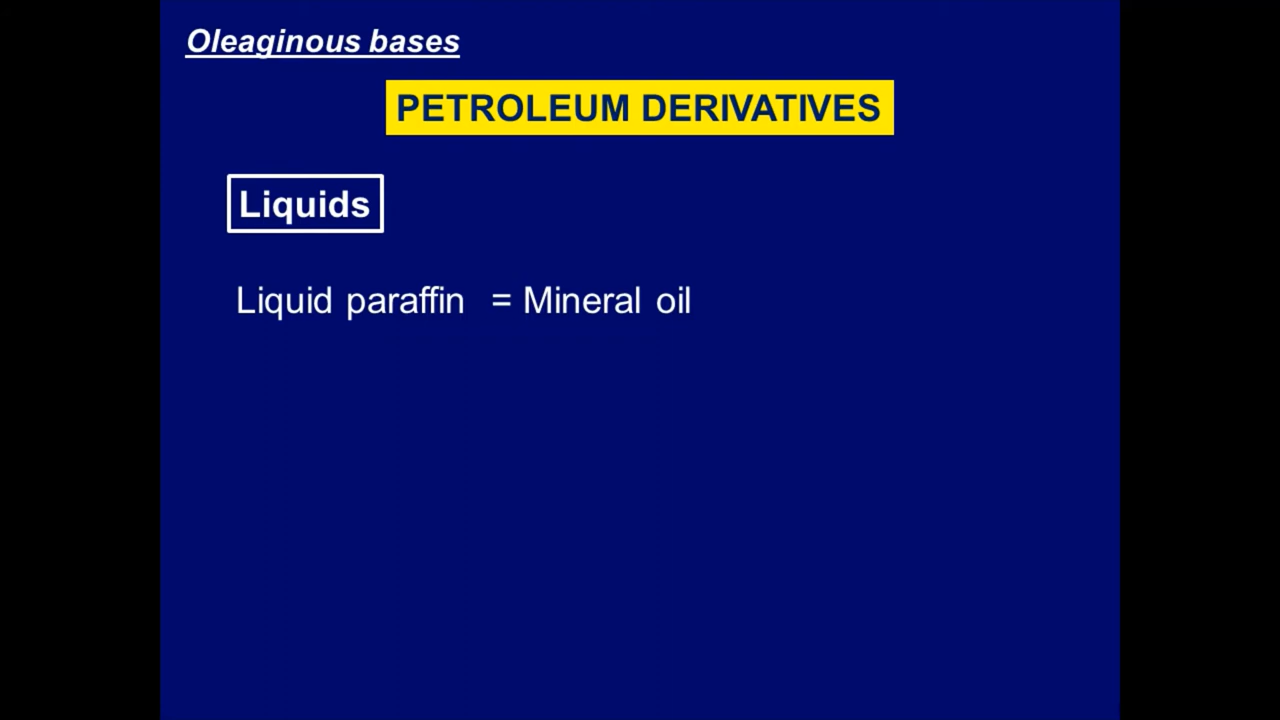 Oleaginous bases
PETROLEUM DERIVATIVES
Liquids
Liquid paraffin = Mineral oil